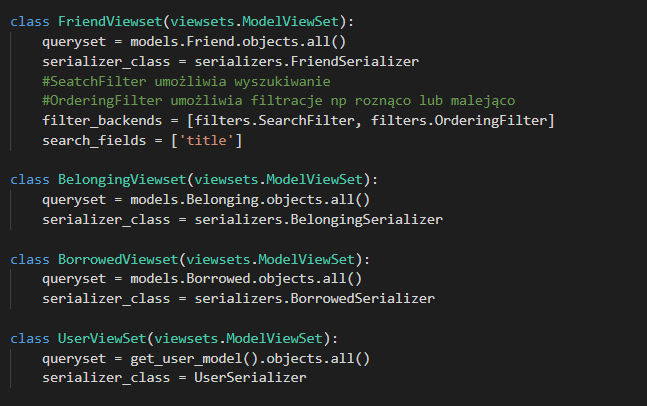 class FriendViewset(viewsets.ModelViewSet):
    queryset = models.Friend.objects.all()
    serializer_class = serializers.FriendSerializer
    #SeatchFilter umożliwia wyszukiwanie
    #OrderingFilter umożliwia filtracje np roznąco lub malejąco
    filter_backends = [filters.SearchFilter, filters.OrderingFilter]
    search_fields = ['title']
class BelongingViewset(viewsets.ModelViewSet):
    queryset = models.Belonging.objects.all()
    serializer_class = serializers.BelongingSerializer
class BorrowedViewset(viewsets.ModelViewSet):
    queryset = models.Borrowed.objects.all()
    serializer_class = serializers.BorrowedSerializer
class UserViewSet(viewsets.ModelViewSet):
    queryset = get_user_model().objects.all()
    serializer_class = UserSerializer